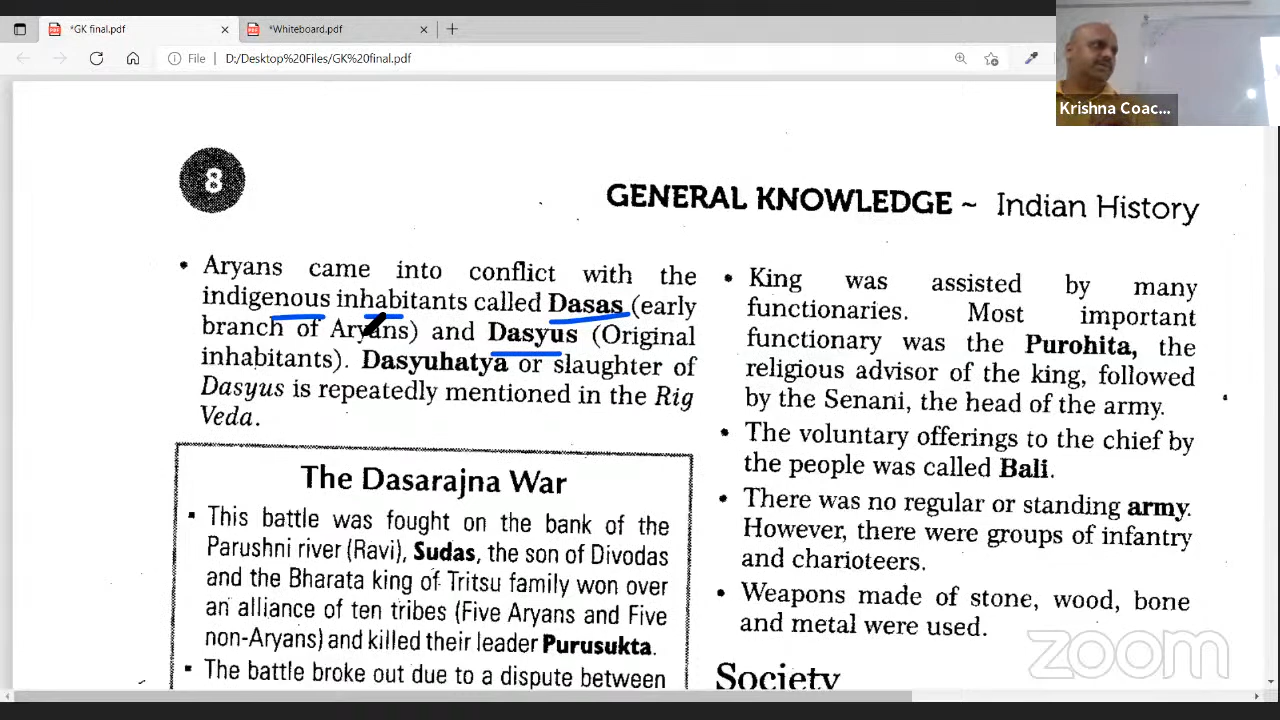 *GK final.pdf
*Whiteboard.pdf
File
D:/Desktop%20Files/GK%20final.pdf
Krishna Coac...
8
GENERAL KNOWLEDGE ~ Indian History
• Aryans came into conflict with the
indigenous inhabitants called Dasas (early
branch of Aryans) and Dasyus (Original
inhabitants). Dasyuhatya or slaughter of
Dasyus is repeatedly mentioned in the Rig
Veda.
The Dasarajna War
▪ This battle was fought on the bank of the
Parushni river (Ravi), Sudas, the son of Divodas
and the Bharata king of Tritsu family won over
an alliance of ten tribes (Five Aryans and Five
non-Aryans) and killed their leader Purusukta.
▪ The battle broke out due to a dispute between
• King was assisted by many
functionaries. Most important
functionary was the Purohita, the
religious advisor of the king, followed
by the Senani, the head of the army.
• The voluntary offerings to the chief by
the people was called Bali.
• There was no regular or standing army.
However, there were groups of infantry
and charioteers.
• Weapons made of stone, wood, bone
and metal were used.
Society
zoom